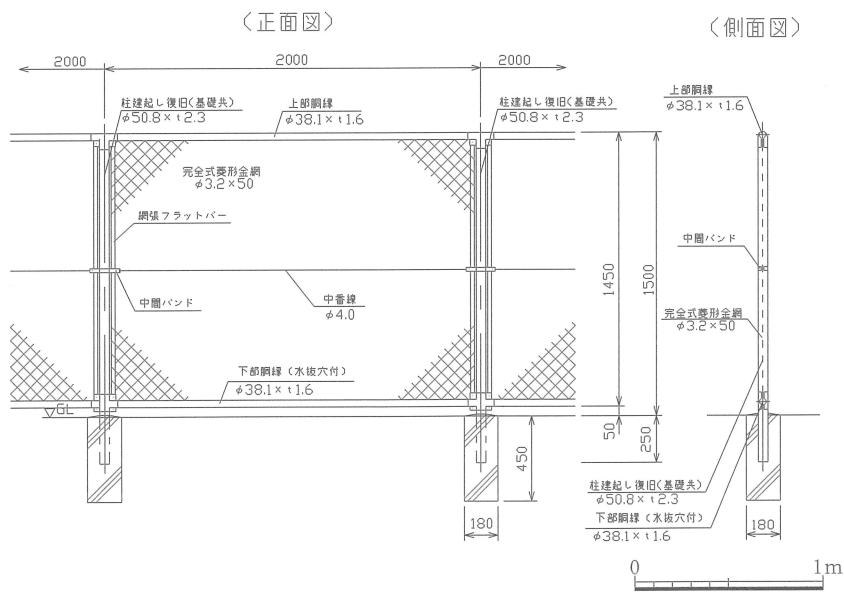 (正面図)
(側面図)
2000
2000
2000
柱建起し復旧(基礎共)
φ50.8×t2.3
上部胴縁
φ38.1×t1.6
柱建起し復旧(基礎共)
φ50.8×t2.3
上部胴縁
φ38.1×t1.6
完全式菱形金網
φ3.2×50
網張フラットバー
中間バンド
中番線
φ4.0
中間バンド
完全式菱形金網
φ3.2×50
下部胴縁(水抜穴付)
φ38.1×t1.6
GL
1450
1500
50
250
450
180
柱建起し復旧(基礎共)
φ50.8×t2.3
下部胴縁(水抜穴付)
φ38.1×t1.6
180
0 1m